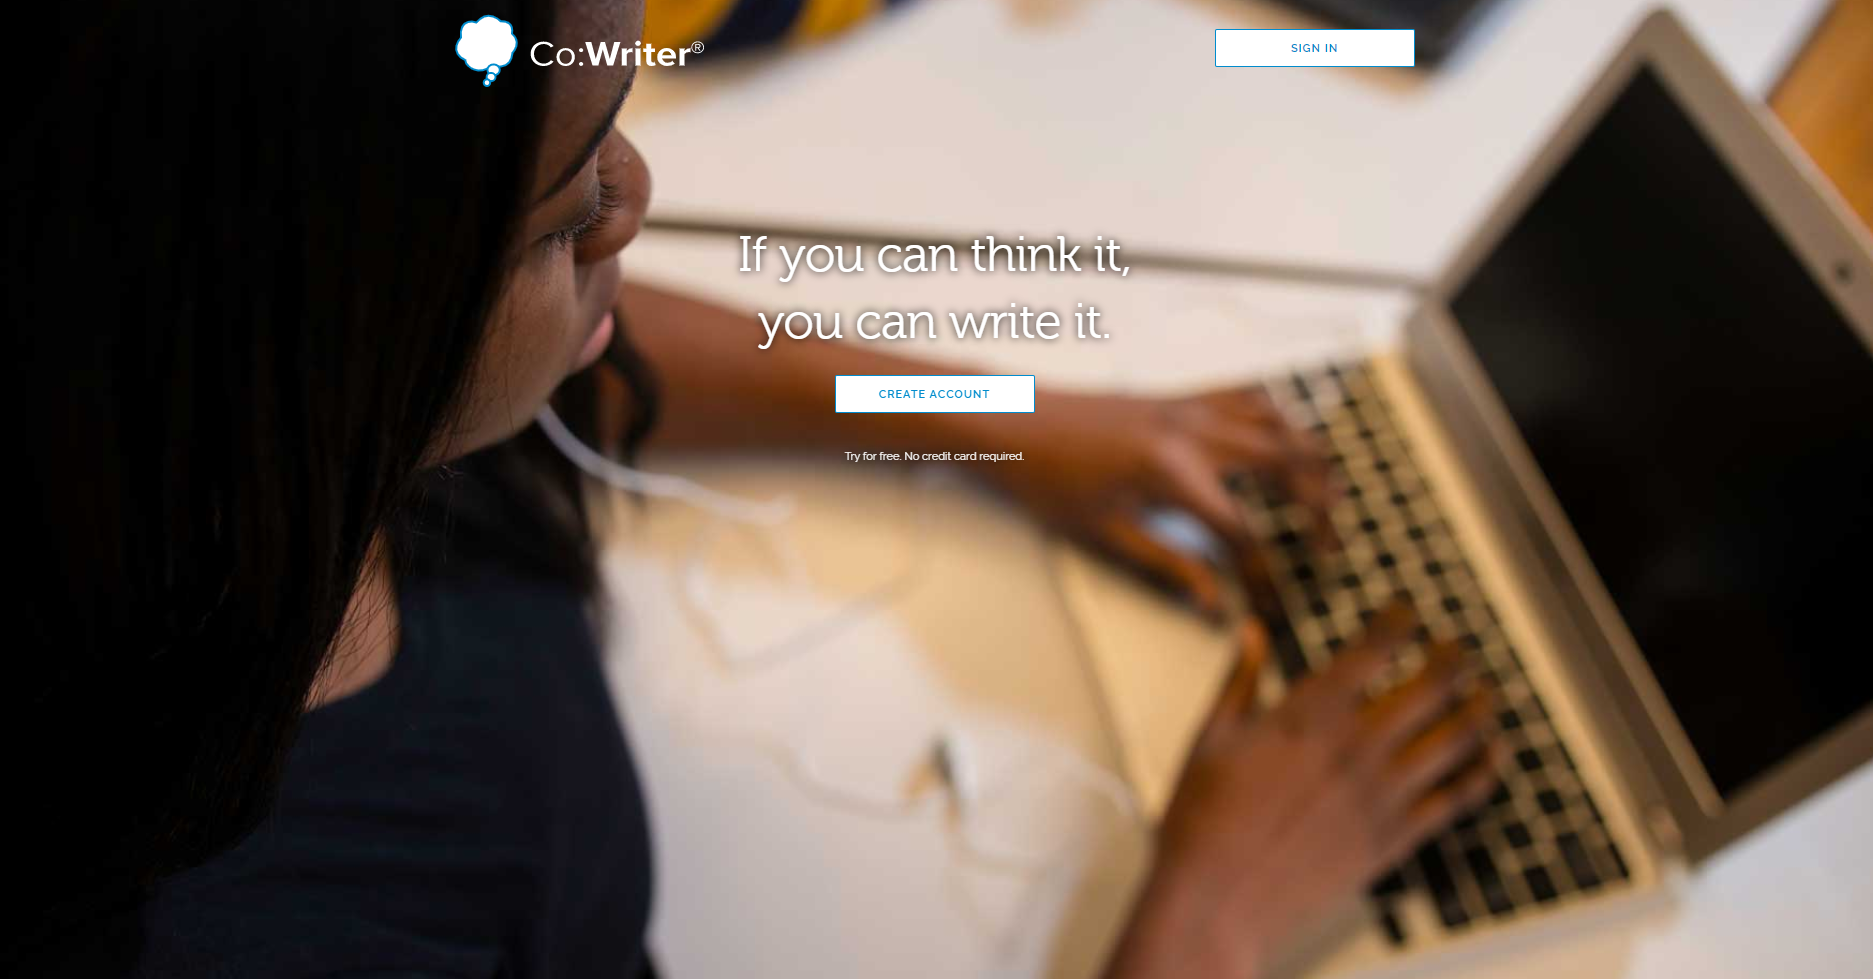 Co:Writer®
SIGN IN
If you can think it,
you can write it.
CREATE ACCOUNT
Try for free. No credit card required.